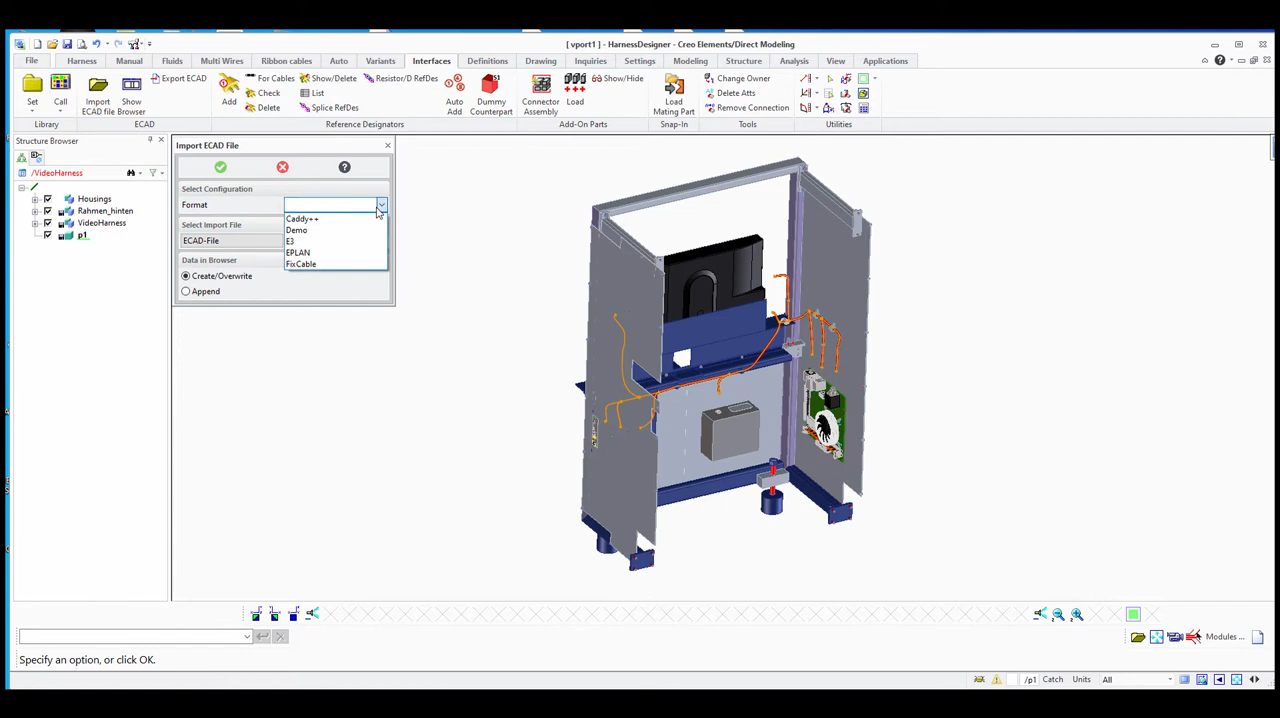 [ vport1 ] - HarnessDesigner - Creo Elements/Direct Modeling
File Harness Manual Fluids Multi Wires Ribbon cables Auto Variants Interfaces Definitions Drawing Inquiries Settings Modeling Structure Analysis View Applications
Set Call Import ECAD file Show Browser Export ECAD
Library ECAD
Add For Cables Check Delete Show/Delete List Splice RefDes Resistor/D RefDes Auto Add Dummy Counterpart
Reference Designators
Connector Assembly Load Show/Hide
Add-On Parts
Load Mating Part
Snap-In
Change Owner
Delete Atts
Remove Connection
Tools
Utilities
Structure Browser
/VideoHarness
Housings
Rahmen_hinten
VideoHarness
p1
Import ECAD File
Select Configuration
Format
Caddy++
Demo
E3
EPLAN
FixCable
Select Import File
ECAD-File
Data in Browser
Create/Overwrite
Append
Modules ...
Specify an option, or click OK.
/p1 Catch Units All